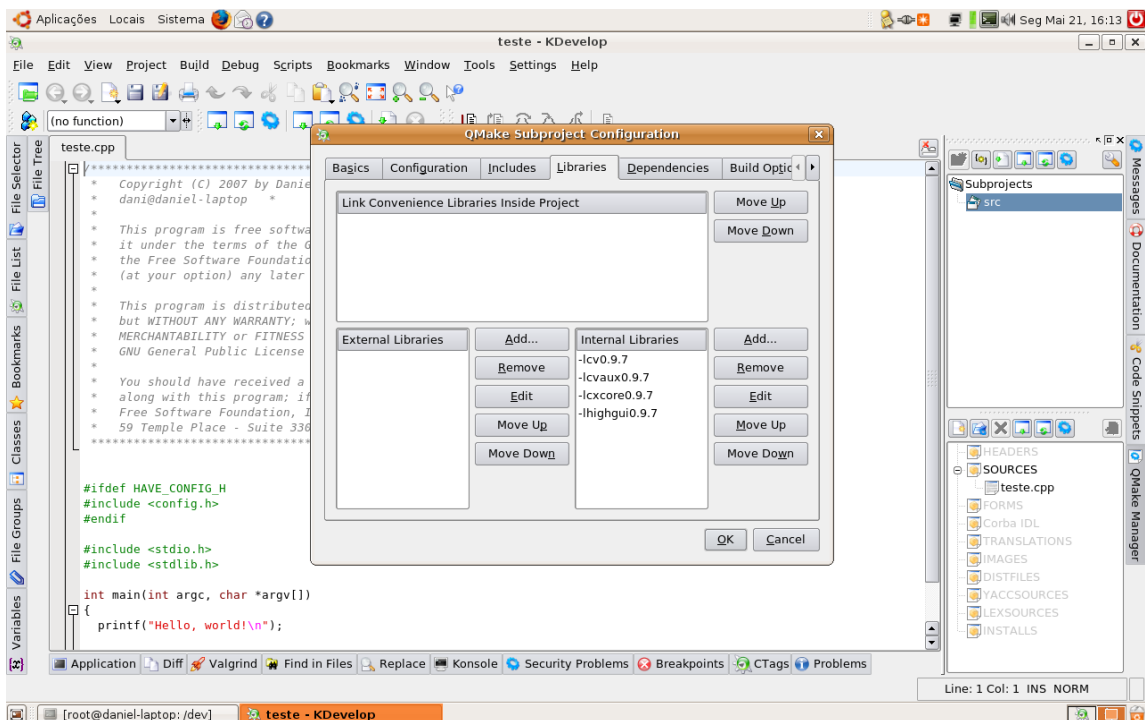 Aplicações Locais Sistema Seg Mai 21, 16:13
teste - KDevelop
File Edit View Project Build Debug Scripts Bookmarks Window Tools Settings Help
(no function)
File Selector
File Tree
File List
Bookmarks
Classes
File Groups
Variables
teste.cpp
/**********************************
* Copyright (C) 2007 by Danie
* dani@daniel-laptop *
*
* This program is free softwa
* it under the terms of the G
* the Free Software Foundatio
* (at your option) any later
*
* This program is distributed
* but WITHOUT ANY WARRANTY; w
* MERCHANTABILITY or FITNESS
* GNU General Public License
*
* You should have received a
* along with this program; if
* Free Software Foundation, I
* 59 Temple Place - Suite 330
**********************************
#ifdef HAVE_CONFIG_H
#include <config.h>
#endif
#include <stdio.h>
#include <stdlib.h>
int main(int argc, char *argv[])
{
printf("Hello, world!\n");
QMake Subproject Configuration
Basics Configuration Includes Libraries Dependencies Build Optic
Link Convenience Libraries Inside Project
Move Up
Move Down
External Libraries
Add...
Remove
Edit
Move Up
Move Down
Internal Libraries
-lcv0.9.7
-lcvaux0.9.7
-lcxcore0.9.7
-lhighgui0.9.7
Add...
Remove
Edit
Move Up
Move Down
OK Cancel
Subprojects
src
HEADERS
SOURCES
teste.cpp
FORMS
Corba IDL
TRANSLATIONS
IMAGES
DISTFILES
YACCSOURCES
LEXSOURCES
INSTALLS
Messages
Documentation
Code Snippets
QMake Manager
Application Diff Valgrind Find in Files Replace Konsole Security Problems Breakpoints CTags Problems
Line: 1 Col: 1 INS NORM
[root@daniel-laptop: /dev] teste - KDevelop